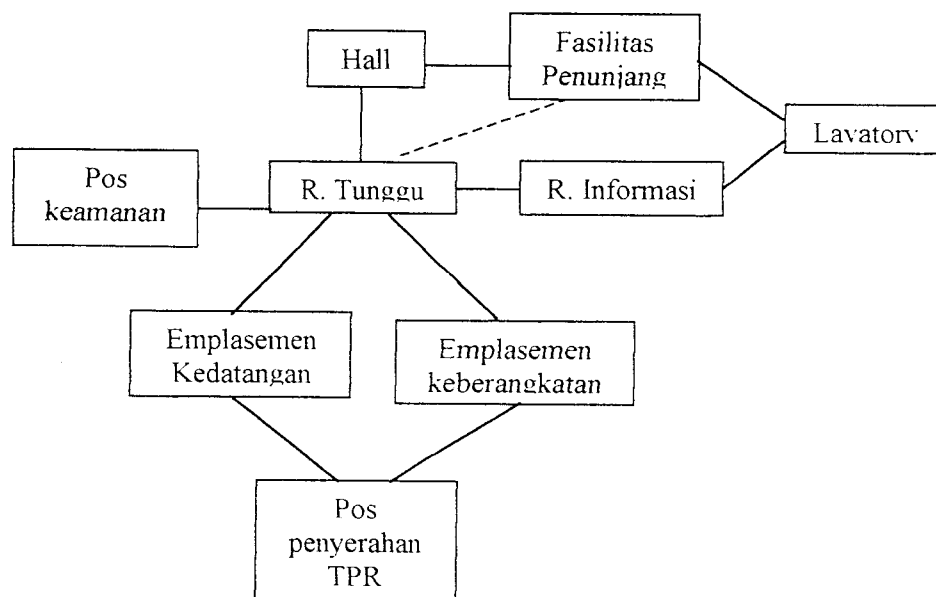 Hall
Fasilitas
Penunjang
Lavatory
Pos
keamanan
R. Tunggu
R. Informasi
Emplasemen
Kedatangan
Emplasemen
keberangkatan
Pos
penyerahan
TPR